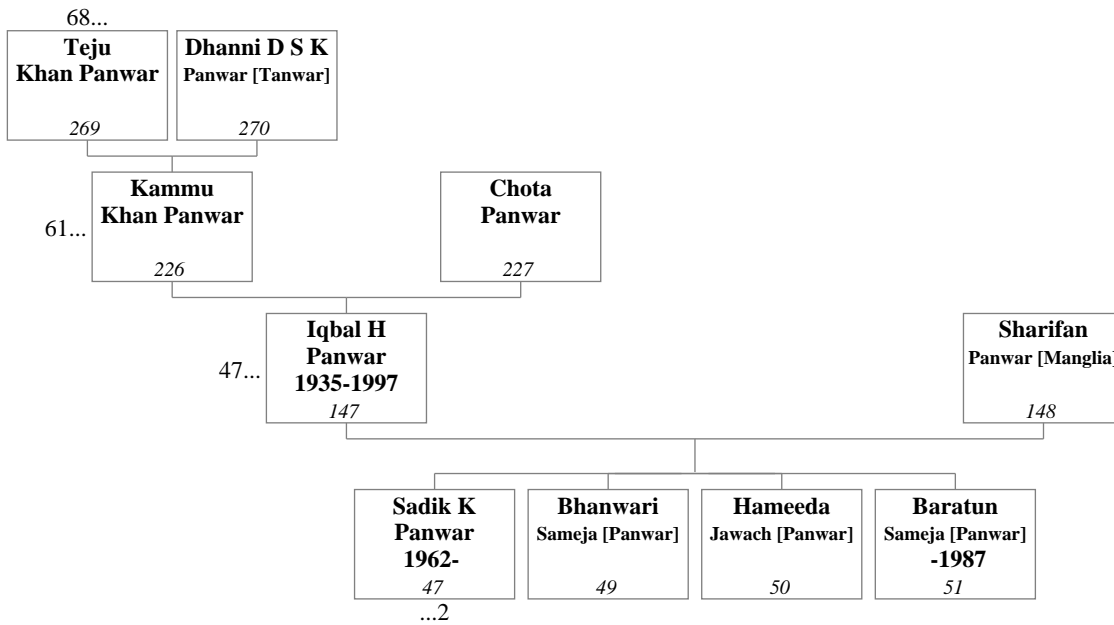 68...
Teju
Khan Panwar
269
Dhanni D S K
Panwar [Tanwar]
270
61...
Kammu
Khan Panwar
226
Chota
Panwar
227
47...
Iqbal H
Panwar
1935-1997
147
Sharifan
Panwar [Manglia]
148
Sadik K
Panwar
1962-
47
...2
Bhanwari
Sameja [Panwar]
49
Hameeda
Jawach [Panwar]
50
Baratun
Sameja [Panwar]
-1987
51